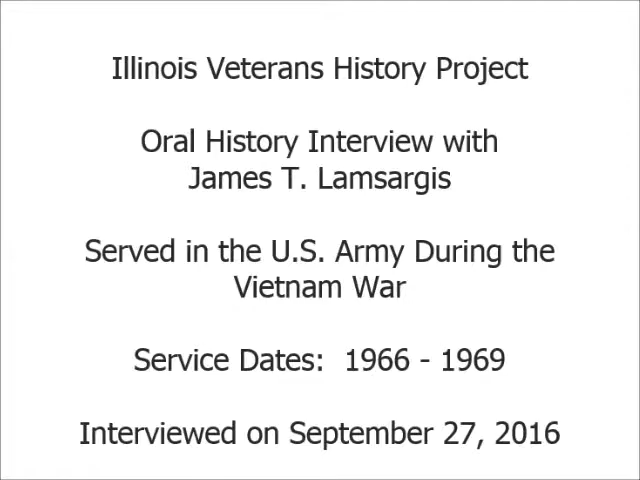 Illinois Veterans History Project
Oral History Interview with
James T. Lamsargis
Served in the U.S. Army During the
Vietnam War
Service Dates:  1966 - 1969
Interviewed on September 27, 2016